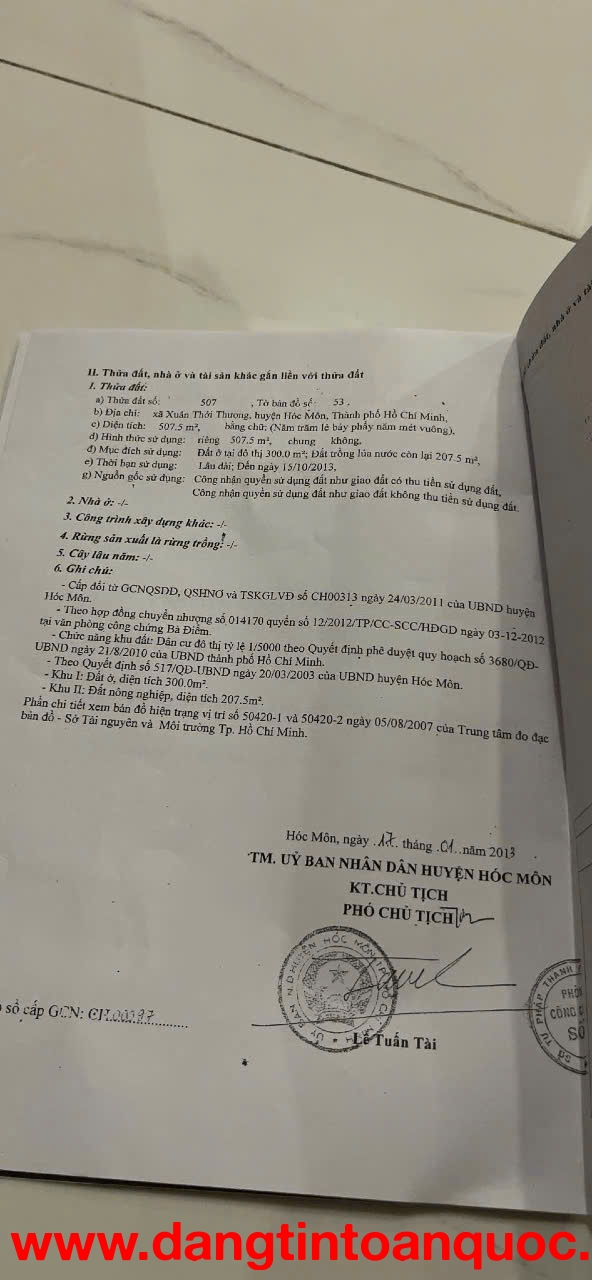 II. Thửa đất, nhà ở và tài sản khác gắn liền với thửa đất
1. Thửa đất:
a) Thửa đất số: 507 , Tờ bản đồ số: 53 .
b) Địa chỉ: xã Xuân Thới Thượng, huyện Hóc Môn, Thành phố Hồ Chí Minh,
c) Diện tích: 507.5 m², bằng chữ: (Năm trăm lẻ bảy phẩy năm mét vuông),
d) Hình thức sử dụng: riêng 507.5 m², chung không,
đ) Mục đích sử dụng: Đất ở tại đô thị 300.0 m²; Đất trồng lúa nước còn lại 207.5 m²,
e) Thời hạn sử dụng: Lâu dài; Đến ngày 15/10/2013,
g) Nguồn gốc sử dụng: Công nhận quyền sử dụng đất như giao đất có thu tiền sử dụng đất,
Công nhận quyền sử dụng đất như giao đất không thu tiền sử dụng đất.
2. Nhà ở: -/-
3. Công trình xây dựng khác: -/-
4. Rừng sản xuất là rừng trồng: -/-
5. Cây lâu năm: -/-
6. Ghi chú:
- Cấp đổi từ GCNQSDĐ, QSHNƠ và TSKGLVĐ số CH00313 ngày 24/03/2011 của UBND huyện
Hóc Môn.
- Theo hợp đồng chuyển nhượng số 014170 quyển số 12/2012/TP/CC-SCC/HĐGD ngày 03-12-2012
tại văn phòng công chứng Bà Điểm.
- Chức năng khu đất: Dân cư đô thị tỷ lệ 1/5000 theo Quyết định phê duyệt quy hoạch số 3680/QĐ-
UBND ngày 21/8/2010 của UBND thành phố Hồ Chí Minh.
- Theo Quyết định số 517/QĐ-UBND ngày 20/03/2003 của UBND huyện Hóc Môn.
- Khu I: Đất ở, diện tích 300.0m².
- Khu II: Đất nông nghiệp, diện tích 207.5m².
Phần chi tiết xem bản đồ hiện trạng vị trí số 50420-1 và 50420-2 ngày 05/08/2007 của Trung tâm đo đạc
bản đồ - Sở Tài nguyên và Môi trường Tp. Hồ Chí Minh.
Hóc Môn, ngày .17. tháng .01..năm 2013
TM. UỶ BAN NHÂN DÂN HUYỆN HÓC MÔN
KT.CHỦ TỊCH
PHÓ CHỦ TỊCH
số cấp GCN: CH00197
Lê Tuấn Tài
www.dangtintoanquoc.